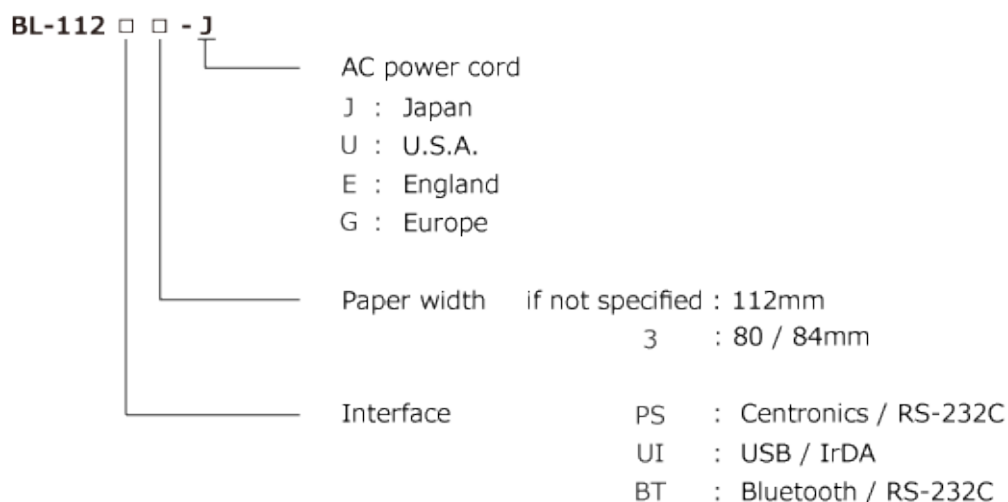 BL-112 □ □ - J
AC power cord
J : Japan
U : U.S.A.
E : England
G : Europe
Paper width if not specified : 112mm
3 : 80 / 84mm
Interface PS : Centronics / RS-232C
UI : USB / IrDA
BT : Bluetooth / RS-232C